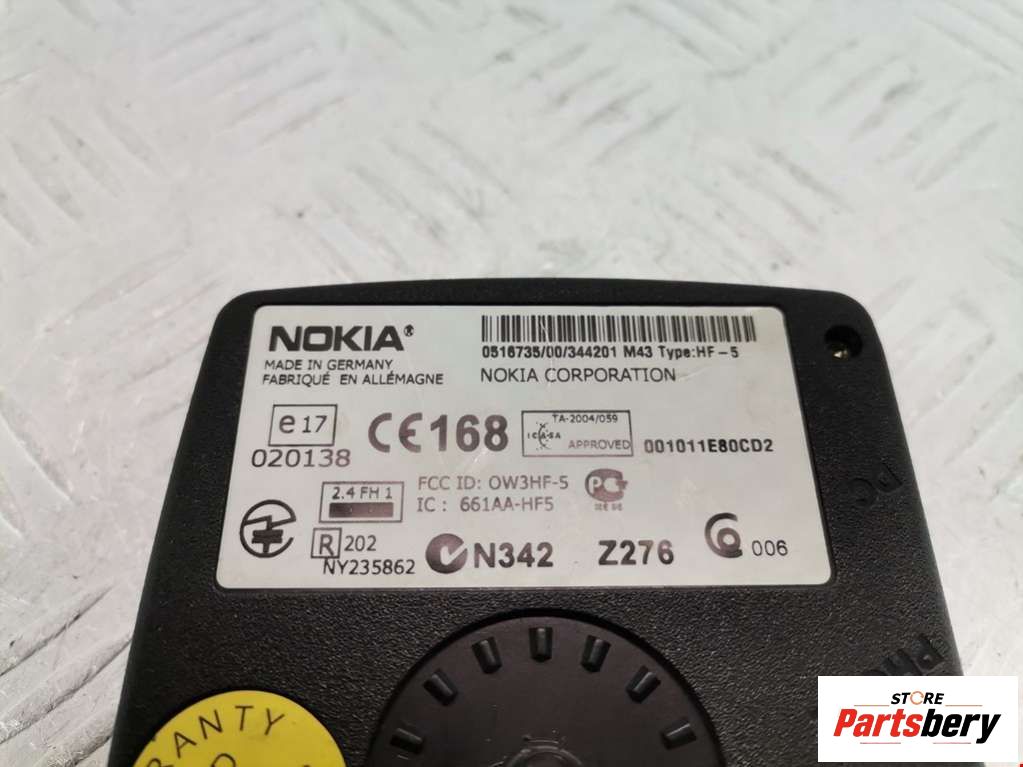 NOKIA®
MADE IN GERMANY
FABRIQUÉ EN ALLÉMAGNE
0516735/00/344201 M43 Type:HF-5
NOKIA CORPORATION
e17
020138
CE168
TA-2004/059
ICASA APPROVED
001011E80CD2
2.4 FH 1
FCC ID: OW3HF-5
IC : 661AA-HF5
R 202
NY235862
N342
Z276
006
PC
STORE
Partsbery